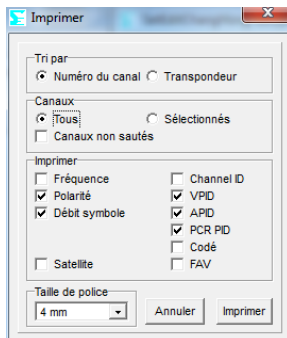 Imprimer
Tri par
Numéro du canal Transpondeur
Canaux
Tous Sélectionnés
Canaux non sautés
Imprimer
Fréquence Channel ID
Polarité VPID
Débit symbole APID
PCR PID
Codé
Satellite FAV
Taille de police
4 mm Annuler Imprimer